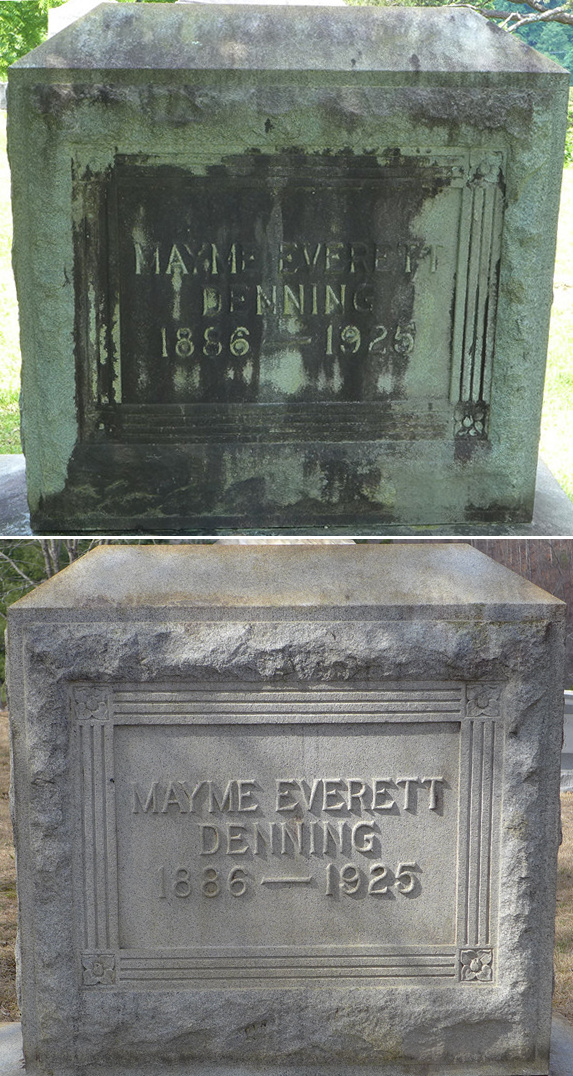 MAYME EVERETT
DENNING
1886 — 1925
MAYME EVERETT
DENNING
1886 — 1925